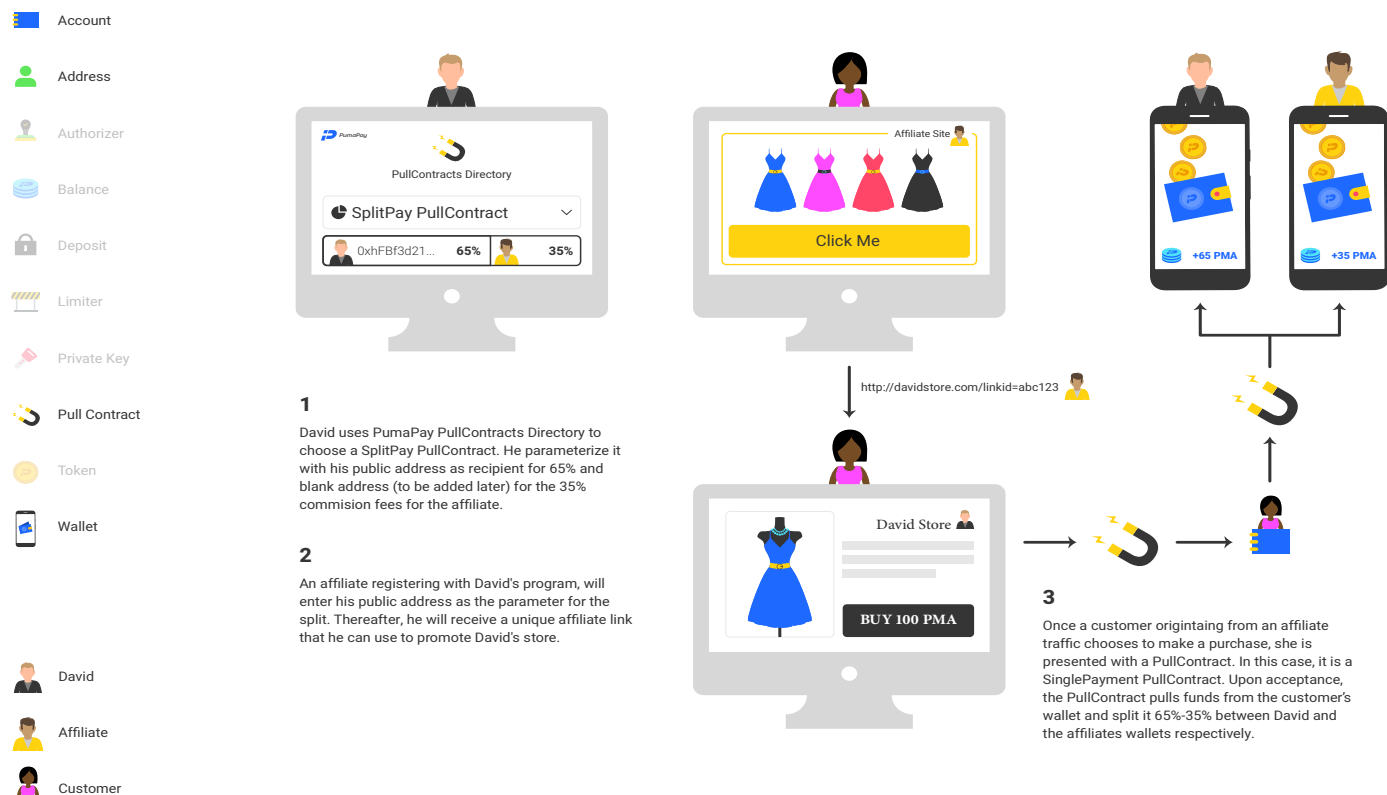 Account
Address
Authorizer
Balance
Deposit
Limiter
Private Key
Pull Contract
Token
Wallet
David
Affiliate
Customer
PumaPay
PullContracts Directory
SplitPay PullContract
0xhFBf3d21... 65% 35%
1
David uses PumaPay PullContracts Directory to
choose a SplitPay PullContract. He parameterize it
with his public address as recipient for 65% and
blank address (to be added later) for the 35%
commision fees for the affiliate.
2
An affiliate registering with David's program, will
enter his public address as the parameter for the
split. Thereafter, he will receive a unique affiliate link
that he can use to promote David's store.
Affiliate Site
Click Me
http://davidstore.com/linkid=abc123
David Store
BUY 100 PMA
+65 PMA
+35 PMA
3
Once a customer origintaing from an affiliate
traffic chooses to make a purchase, she is
presented with a PullContract. In this case, it is a
SinglePayment PullContract. Upon acceptance,
the PullContract pulls funds from the customer’s
wallet and split it 65%-35% between David and
the affiliates wallets respectively.